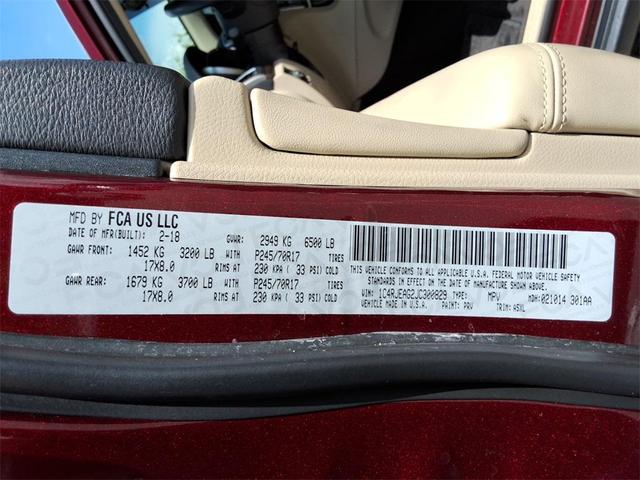 MFD BY FCA US LLC
DATE OF MFR(BUILT): 2-18 GVWR: 2949 KG 6500 LB
GAWR FRONT: 1452 KG 3200 LB WITH P245/70R17 TIRES
17X8.0 RIMS AT 230 KPA ( 33 PSI) COLD
GAWR REAR: 1679 KG 3700 LB WITH P245/70R17 TIRES
17X8.0 RIMS AT 230 KPA ( 33 PSI) COLD
THIS VEHICLE CONFORMS TO ALL APPLICABLE U.S.A. FEDERAL MOTOR VEHICLE SAFETY
STANDARDS IN EFFECT ON THE DATE OF MANUFACTURE SHOWN ABOVE.
VIN: 1C4RJEAG2JC300829 TYPE: MPV MDH: 021014 301AA
VEHICLE MADE IN U.S.A. PAINT: PRV TRIM: A5XL